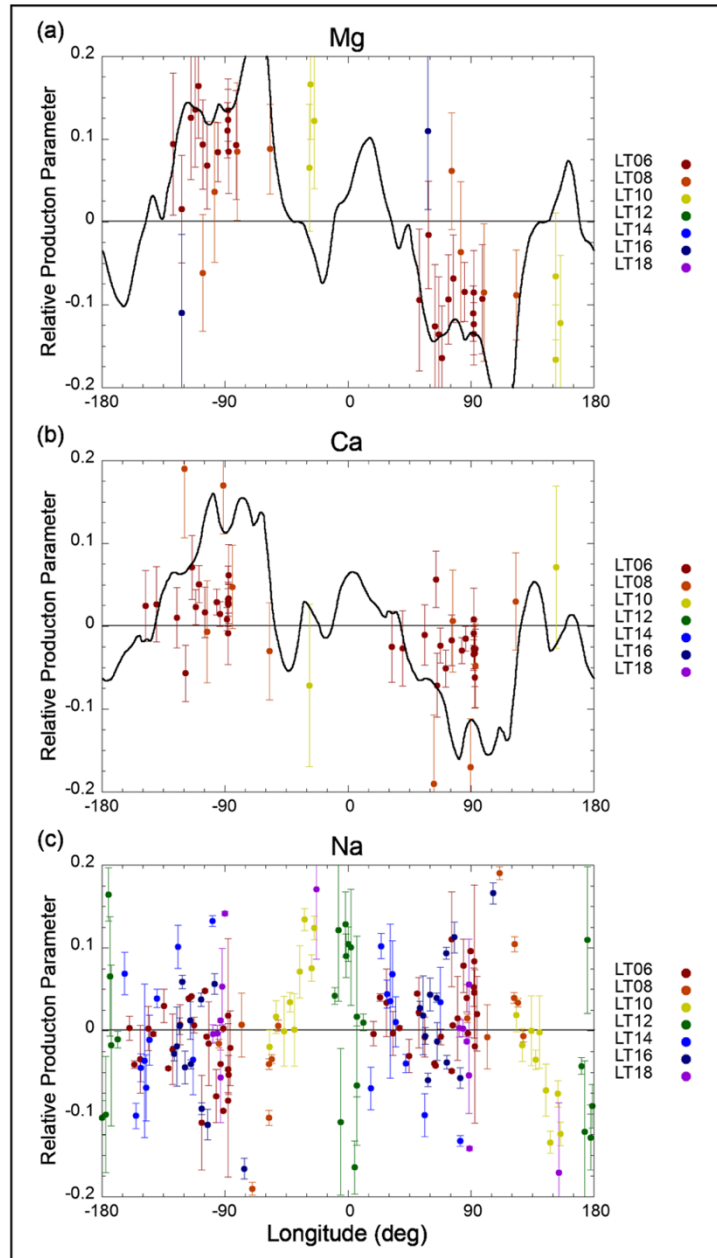 (a) Mg
Relative Producton Parameter
0.2
0.1
0
-0.1
-0.2
-180 -90 0 90 180
LT06
LT08
LT10
LT12
LT14
LT16
LT18
(b) Ca
Relative Producton Parameter
0.2
0.1
0
-0.1
-0.2
-180 -90 0 90 180
LT06
LT08
LT10
LT12
LT14
LT16
LT18
(c) Na
Relative Producton Parameter
0.2
0.1
0
-0.1
-0.2
-180 -90 0 90 180
LT06
LT08
LT10
LT12
LT14
LT16
LT18
Longitude (deg)